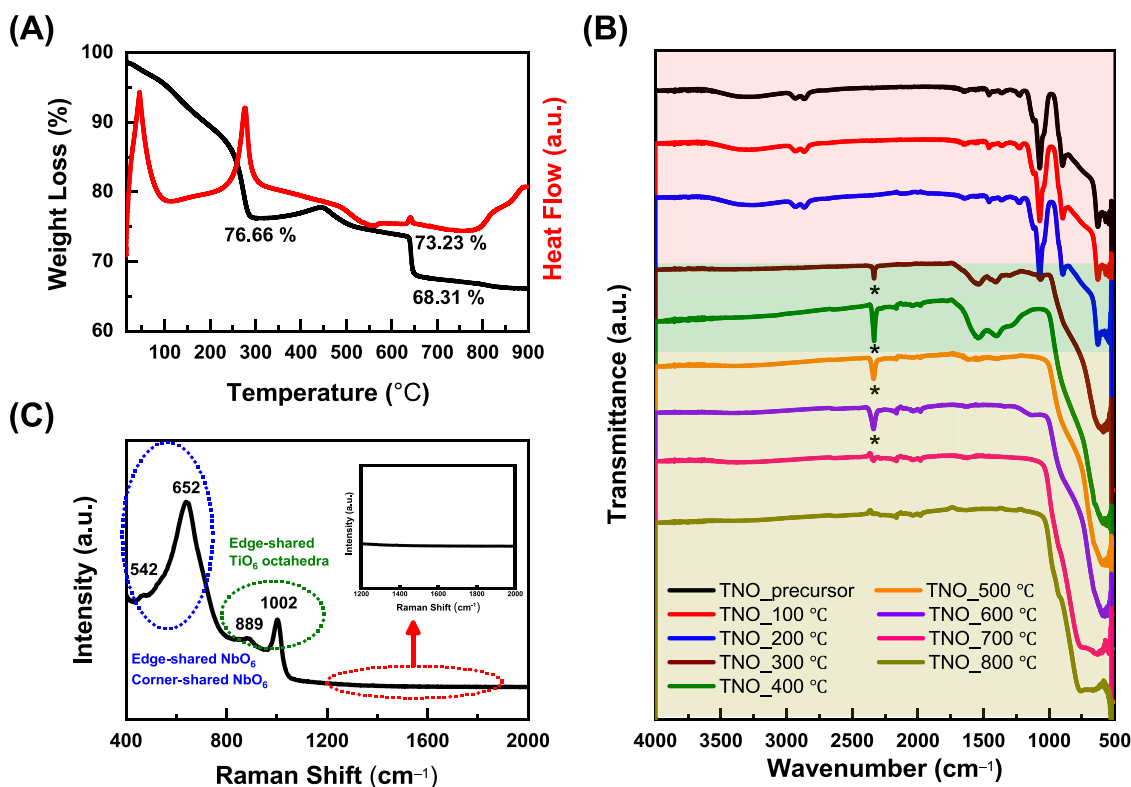 (A)
100
90
80
70
60
Weight Loss (%)
Heat Flow (a.u.)
76.66 %
73.23 %
68.31 %
100 200 300 400 500 600 700 800 900
Temperature (°C)
(B)
Transmittance (a.u.)
*
*
*
*
TNO_precursor
TNO_100 ℃
TNO_200 ℃
TNO_300 ℃
TNO_400 ℃
TNO_500 ℃
TNO_600 ℃
TNO_700 ℃
TNO_800 ℃
4000 3500 3000 2500 2000 1500 1000 500
Wavenumber (cm⁻¹)
(C)
Intensity (a.u.)
652
542
Edge-shared
TiO₆ octahedra
889
1002
Edge-shared NbO₆
Corner-shared NbO₆
Intensity (a.u.)
1200 1400 1600 1800 2000
Raman Shift (cm⁻¹)
400 800 1200 1600 2000
Raman Shift (cm⁻¹)